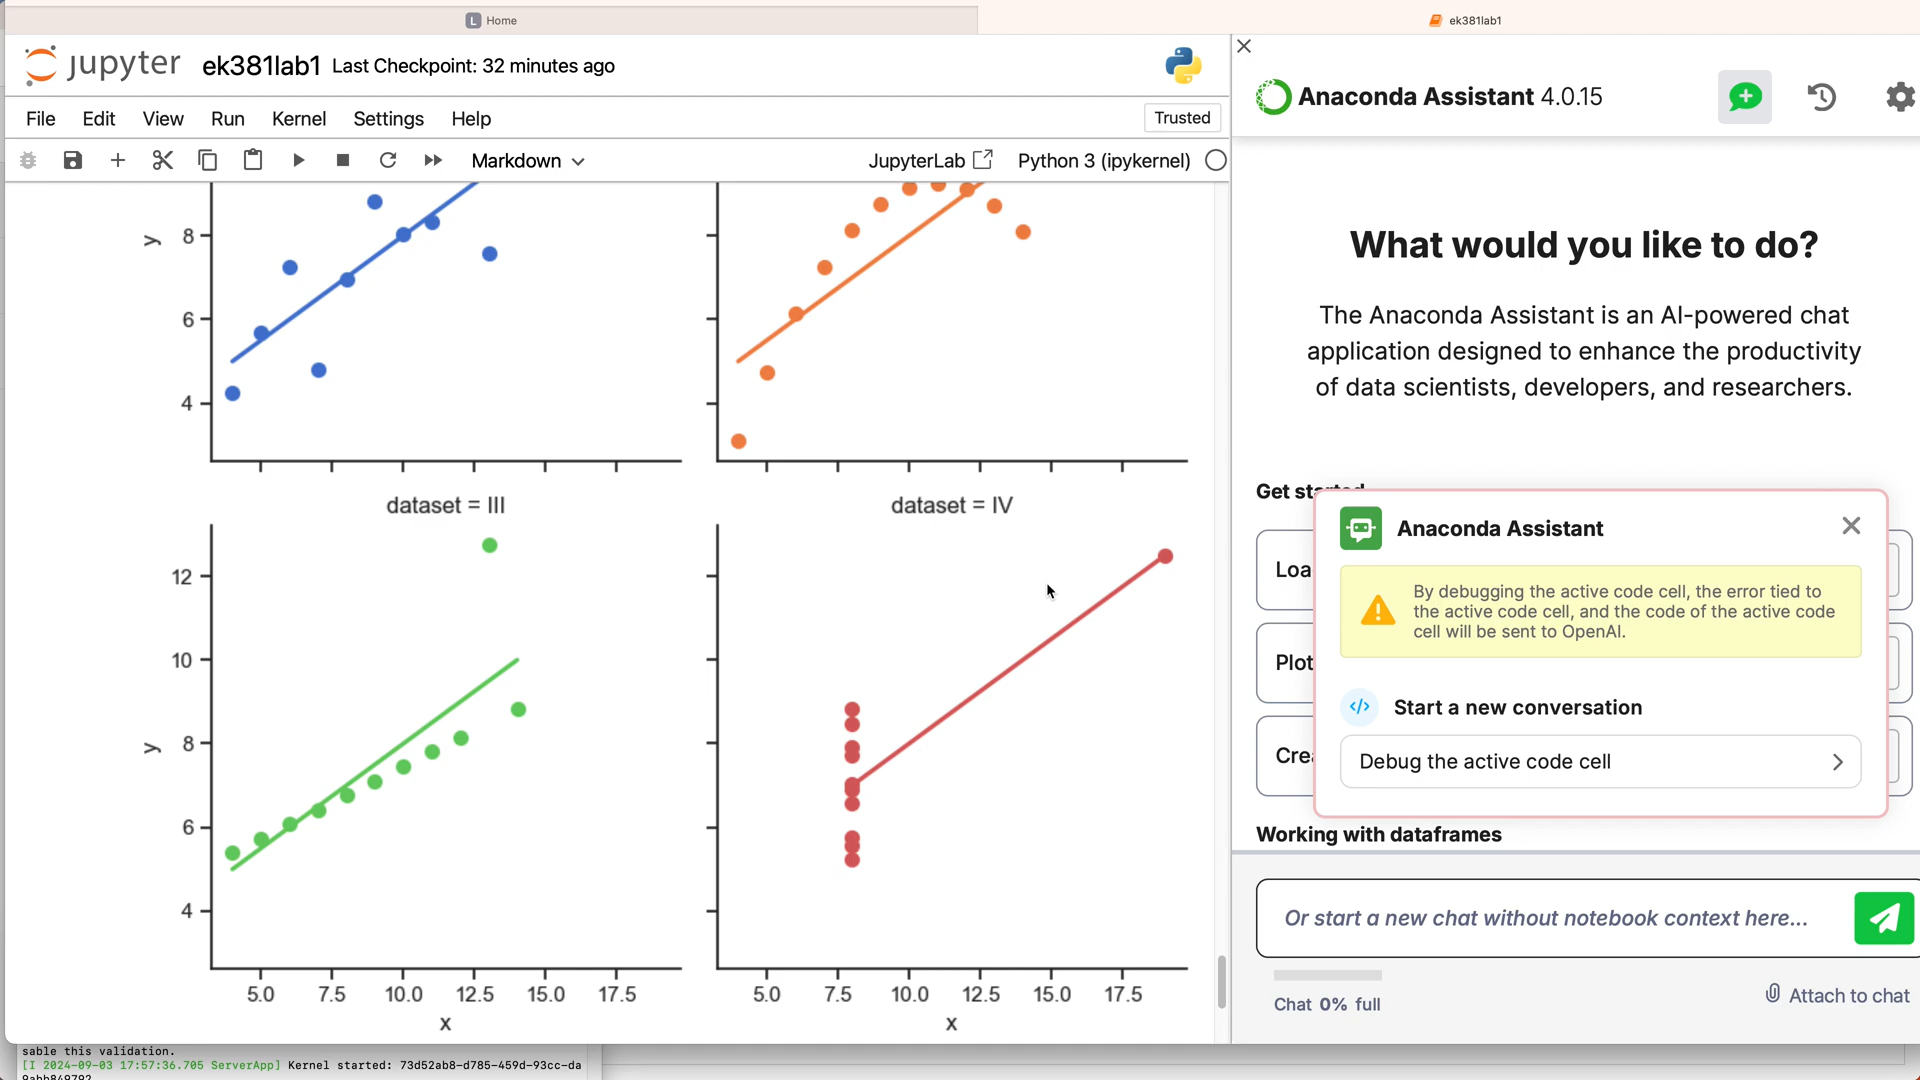 Home
ek381lab1
jupyter ek381lab1 Last Checkpoint: 32 minutes ago
File Edit View Run Kernel Settings Help
Trusted
Markdown
JupyterLab
Python 3 (ipykernel)
y
8
6
4
dataset = III
dataset = IV
12
10
y
8
6
4
5.0 7.5 10.0 12.5 15.0 17.5
5.0 7.5 10.0 12.5 15.0 17.5
x
x
Anaconda Assistant 4.0.15
What would you like to do?
The Anaconda Assistant is an AI-powered chat
application designed to enhance the productivity
of data scientists, developers, and researchers.
Get started
Loa
Plot
Crea
Anaconda Assistant
By debugging the active code cell, the error tied to
the active code cell, and the code of the active code
cell will be sent to OpenAI.
</> Start a new conversation
Debug the active code cell
Working with dataframes
Or start a new chat without notebook context here...
Chat 0% full
Attach to chat
sable this validation.
[I 2024-09-03 17:57:36.705 ServerApp] Kernel started: 73d52ab8-d785-459d-93cc-da